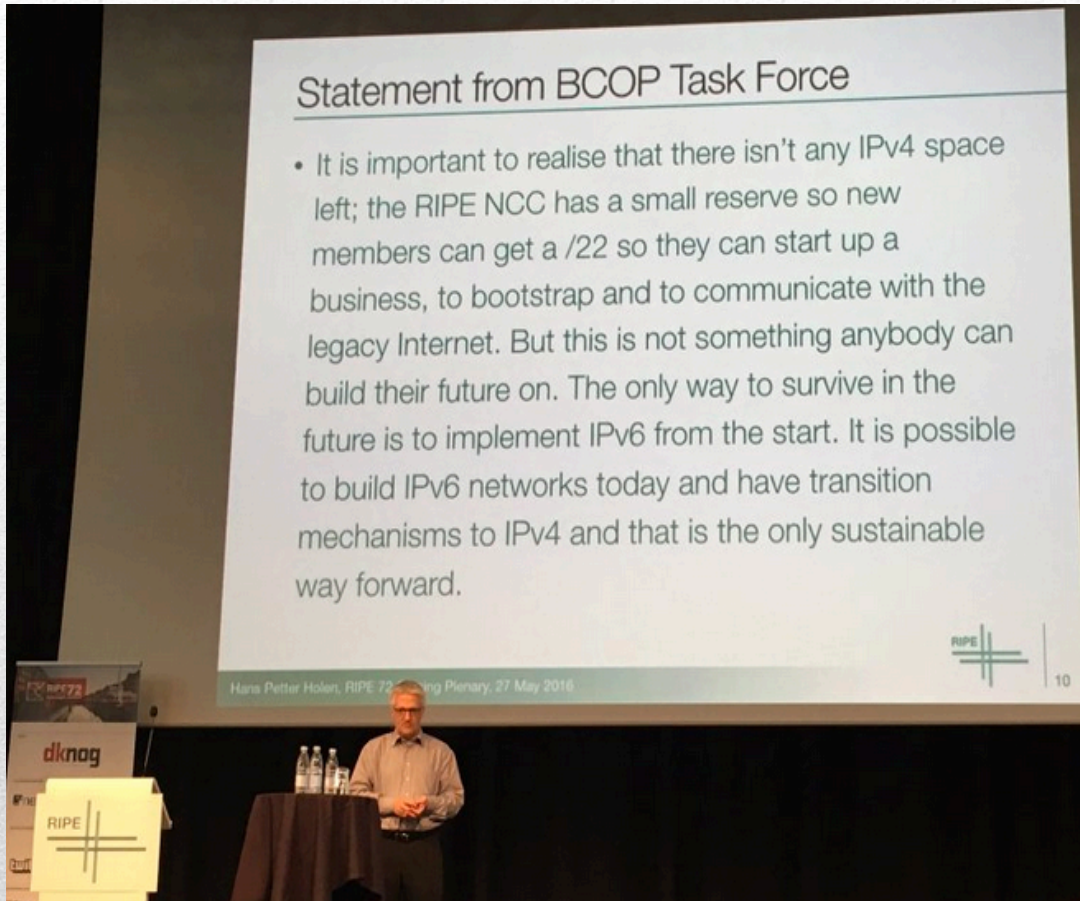 Statement from BCOP Task Force
• It is important to realise that there isn't any IPv4 space
left; the RIPE NCC has a small reserve so new
members can get a /22 so they can start up a
business, to bootstrap and to communicate with the
legacy Internet. But this is not something anybody can
build their future on. The only way to survive in the
future is to implement IPv6 from the start. It is possible
to build IPv6 networks today and have transition
mechanisms to IPv4 and that is the only sustainable
way forward.
RIPE
10
Hans Petter Holen, RIPE 72 ing Plenary, 27 May 2016
RIPE72
dknog
RIPE